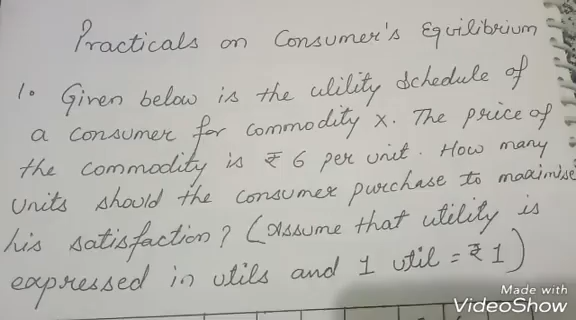 Practicals on Consumer's Equilibrium
1. Given below is the utility schedule of
a consumer for commodity x. The price of
the commodity is ₹ 6 per unit. How many
units should the consumer purchase to maximise
his satisfaction? (Assume that utility is
expressed in utils and 1 util = ₹ 1)
Made with
VideoShow